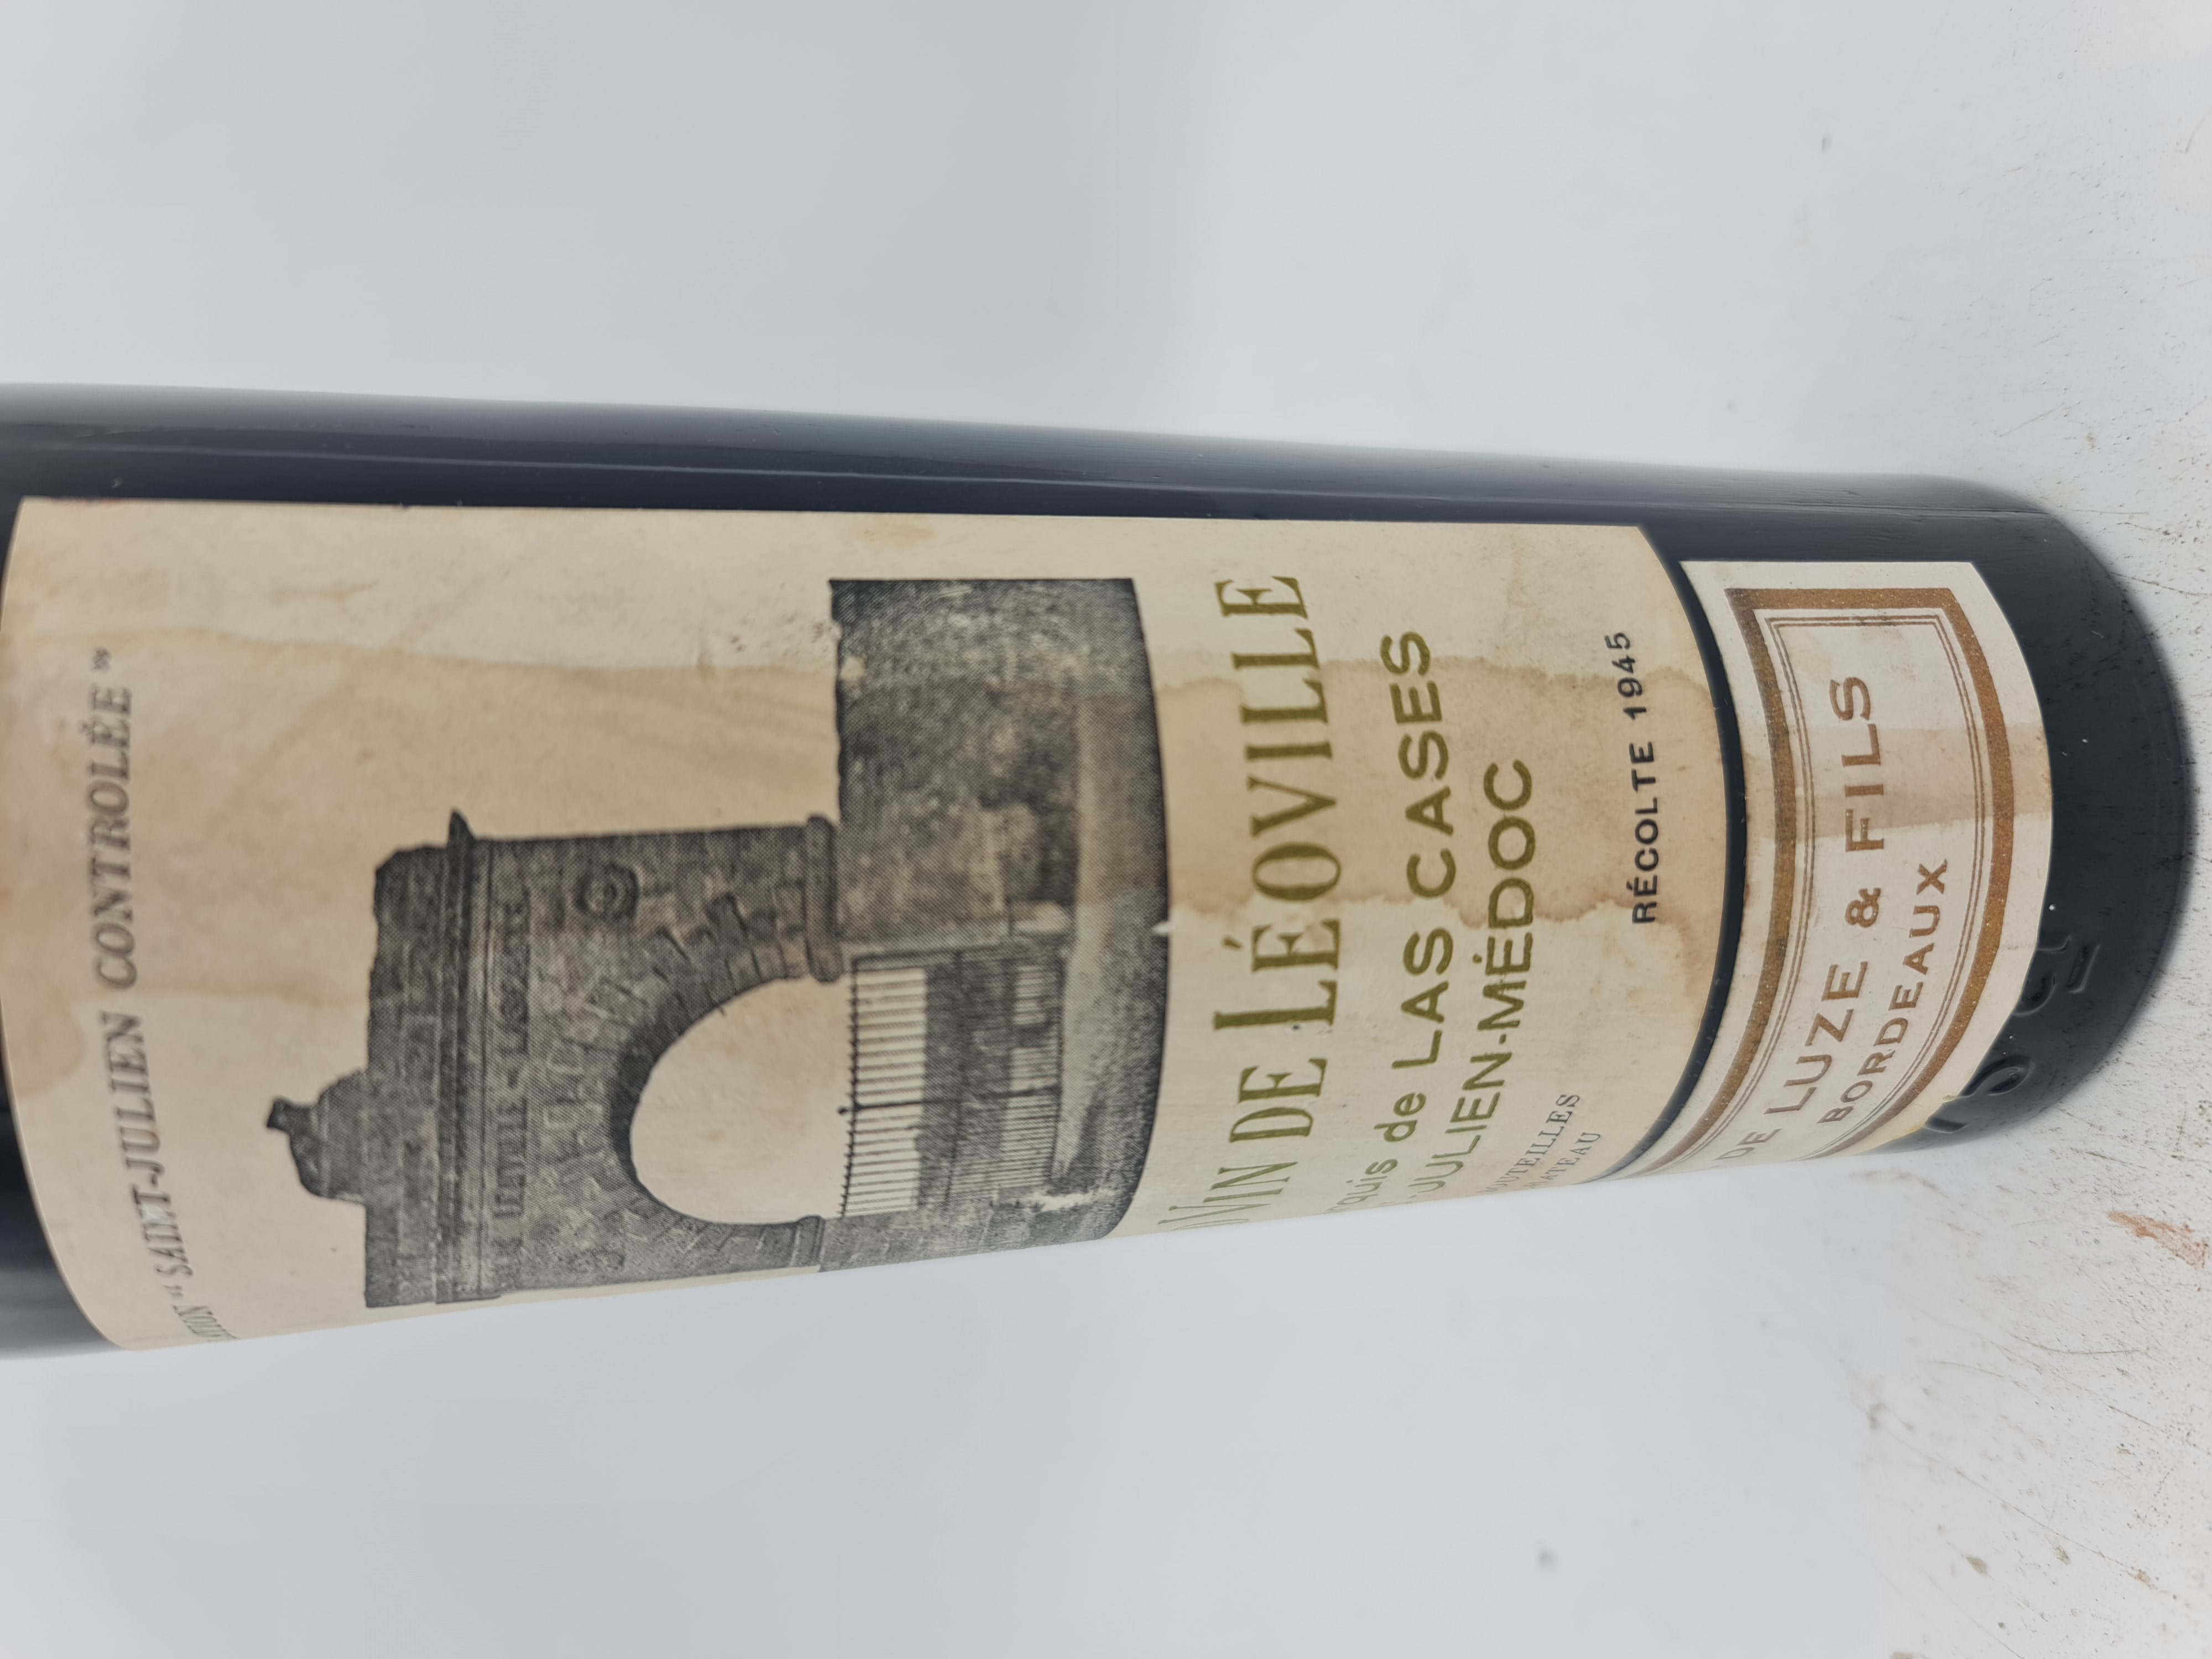 "SAINT-JULIEN CONTROLÉE"
VIN DE LÉOVILLE
de LAS CASES
JULIEN-MÉDOC
RÉCOLTE 1945
DE LUZE & FILS
BORDEAUX